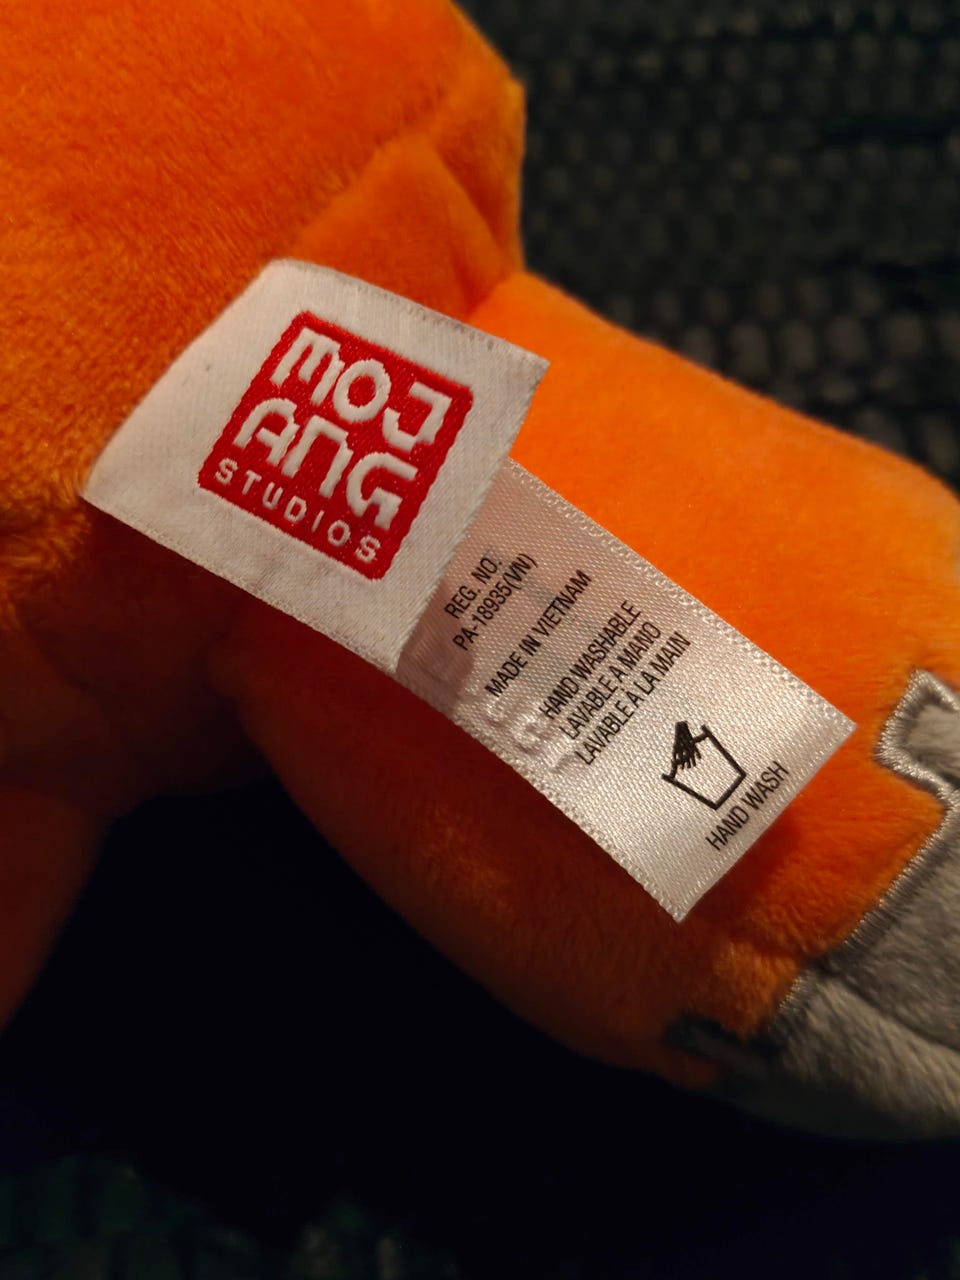 MOJ
ANG
STUDIOS
REG. NO.
PA-18935(VN)
MADE IN VIETNAM
HAND WASHABLE
LAVABLE A MANO
LAVABLE À LA MAIN
HAND WASH